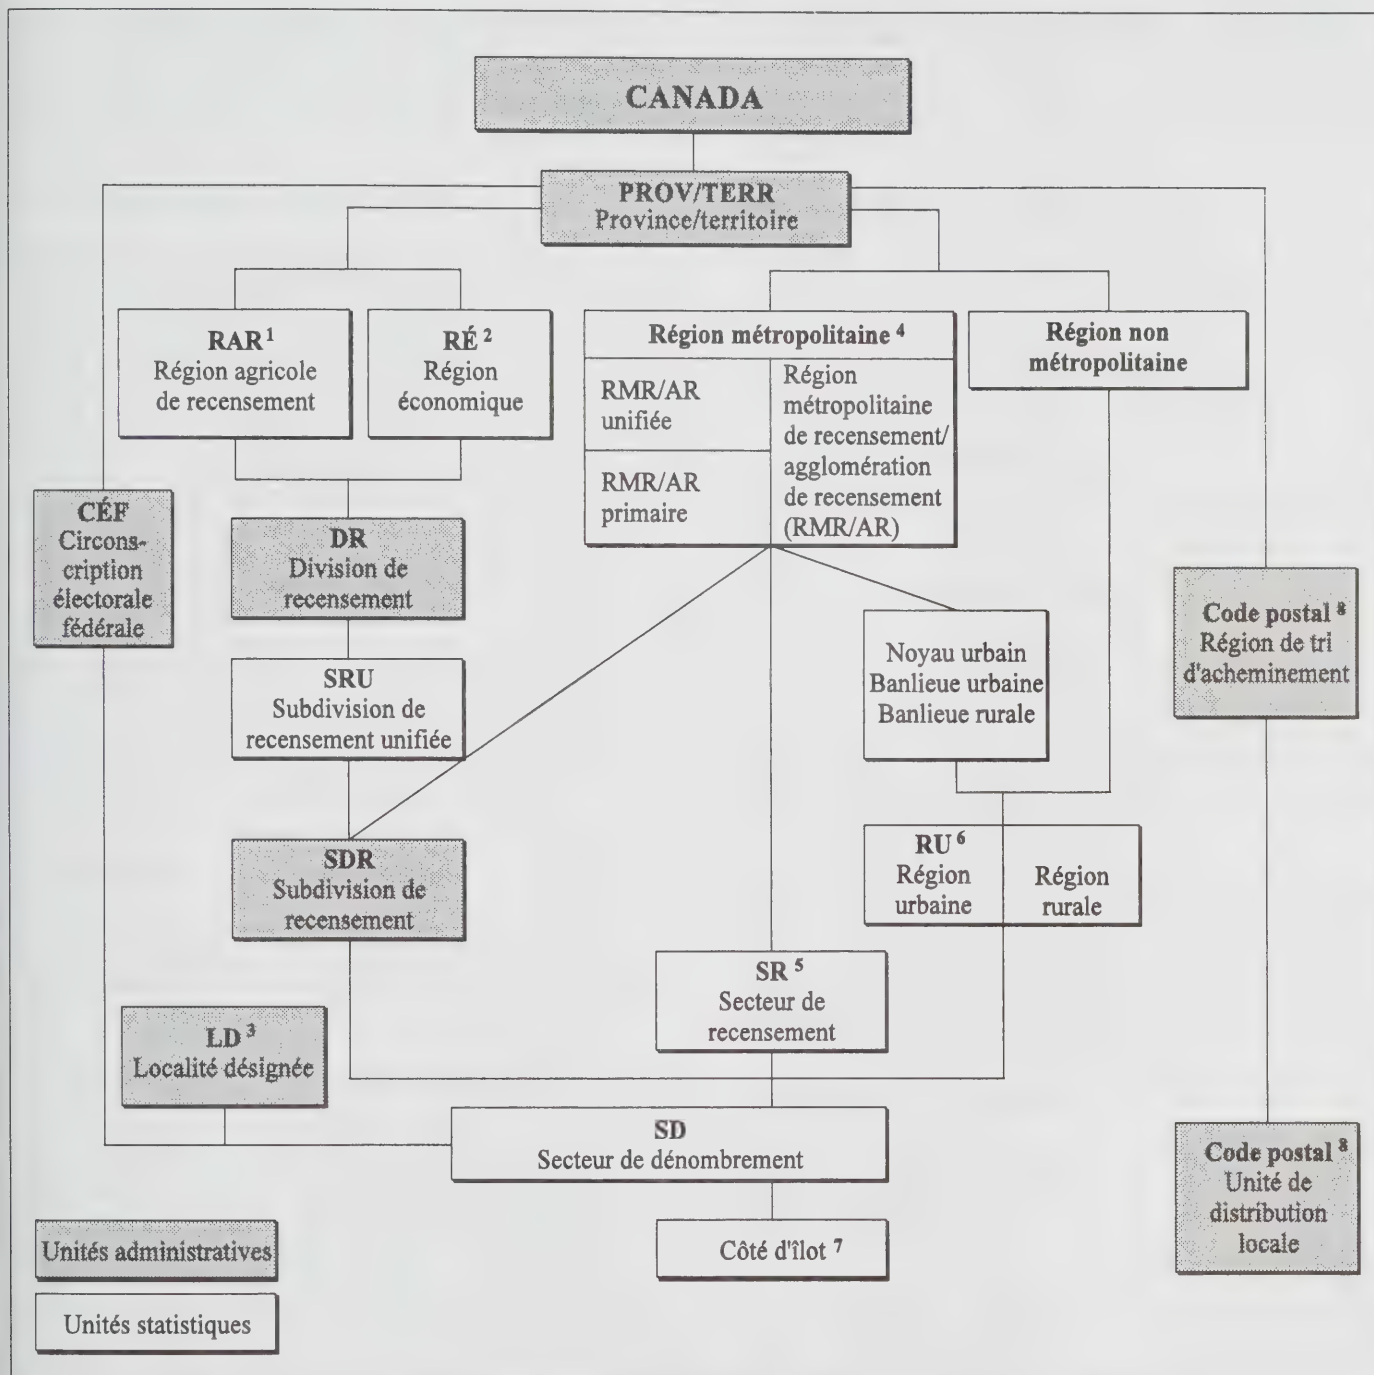 CANADA
PROV/TERR
Province/territoire
RAR 1
Région agricole
de recensement
RÉ 2
Région
économique
Région métropolitaine 4
RMR/AR
unifiée
RMR/AR
primaire
Région
métropolitaine
de recensement/
agglomération
de recensement
(RMR/AR)
Région non
métropolitaine
CÉF
Circons-
cription
électorale
fédérale
DR
Division de
recensement
SRU
Subdivision de
recensement unifiée
Noyau urbain
Banlieue urbaine
Banlieue rurale
Code postal 8
Région de tri
d'acheminement
SDR
Subdivision de
recensement
RU 6
Région
urbaine
Région
rurale
SR 5
Secteur de
recensement
LD 3
Localité désignée
SD
Secteur de dénombrement
Code postal 8
Unité de
distribution
locale
Côté d'îlot 7
Unités administratives
Unités statistiques